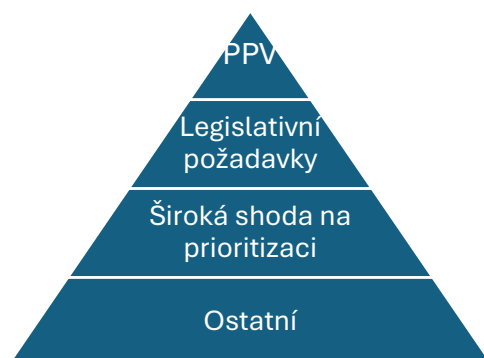 PPV
Legislativní
požadavky
Široká shoda na
prioritizaci
Ostatní